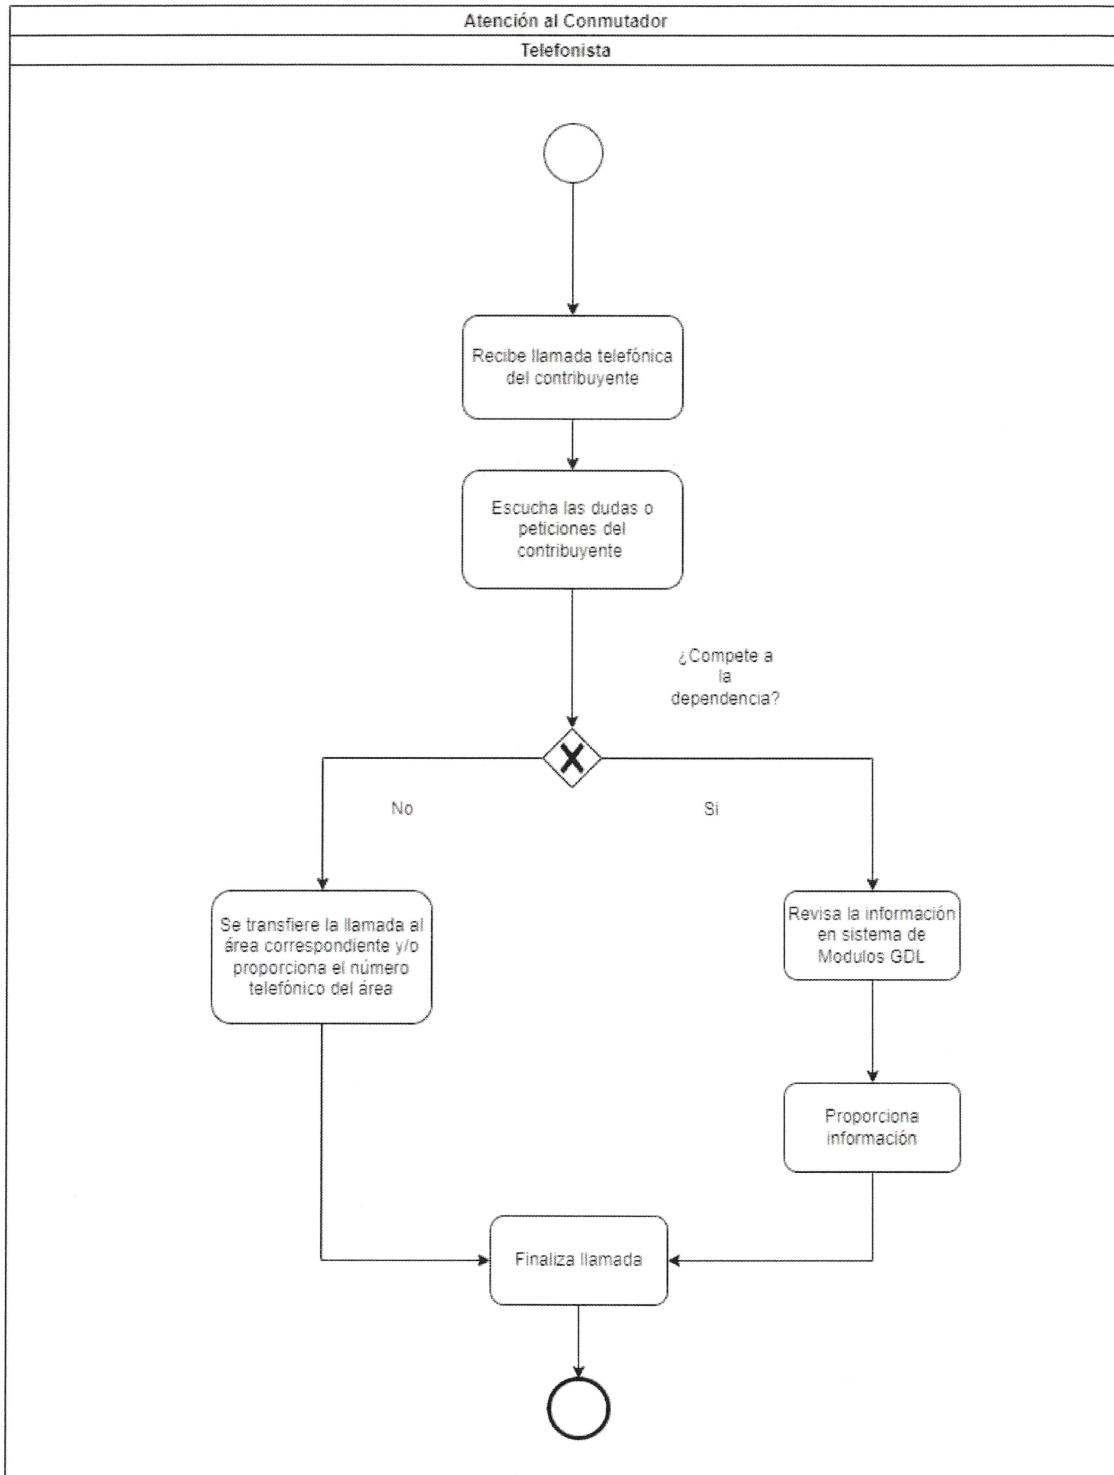 Atención al Conmutador
Telefonista
Recibe llamada telefónica
del contribuyente
Escucha las dudas o
peticiones del
contribuyente
¿Compete a
la
dependencia?
No
Si
Se transfiere la llamada al
área correspondiente y/o
proporciona el número
telefónico del área
Revisa la información
en sistema de
Modulos GDL
Proporciona
información
Finaliza llamada